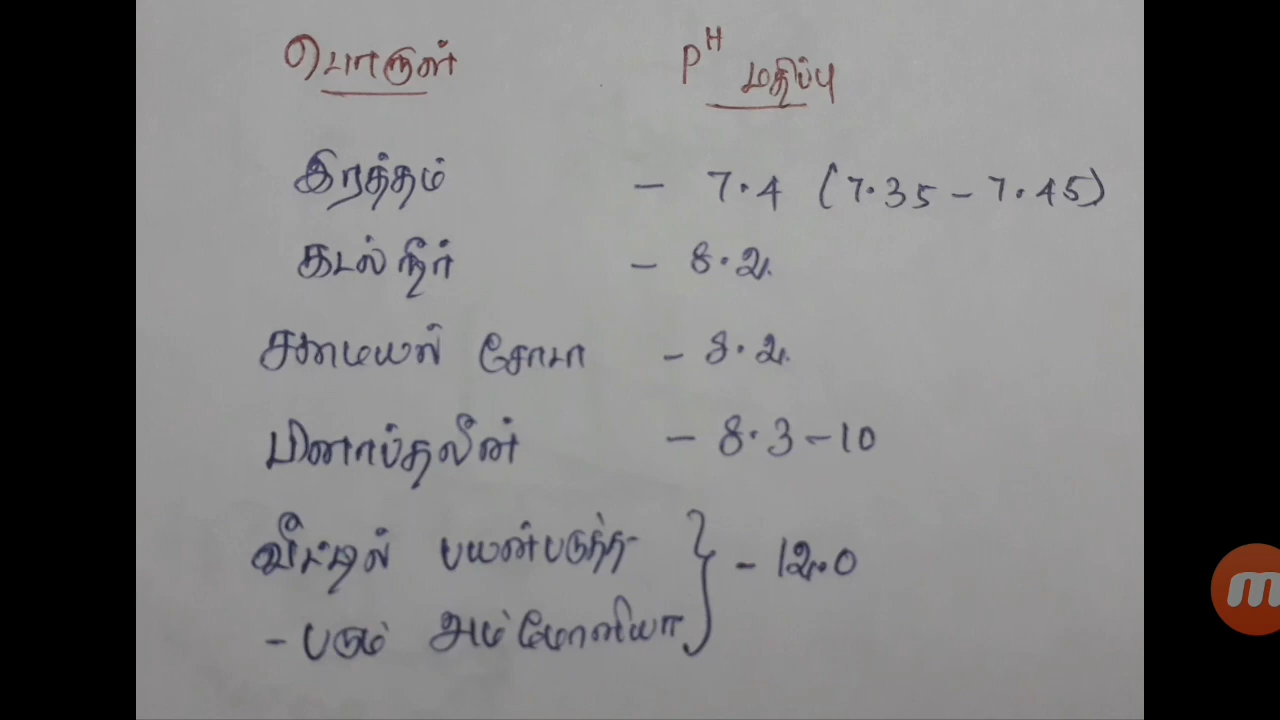 பொருள் pH மதிப்பு
இரத்தம் - 7.4 (7.35 - 7.45)
கடல் நீர் - 8.2
சமையல் சோடா - 8.2
பினாப்தலீன் - 8.3 - 10
வீட்டில் பயன்படுத்த } - 12.0
- படும் அம்மோனியா